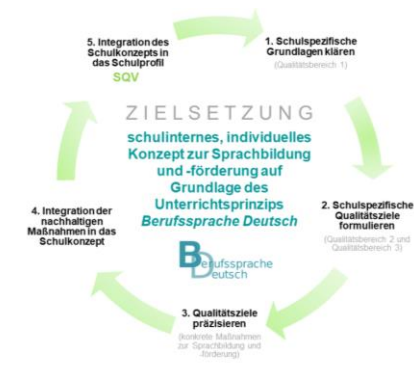 5. Integration des
Schulkonzepts in
das Schulprofil
SQV
1. Schulspezifische
Grundlagen klären
(Qualitätsbereich 1)
ZIELSETZUNG
schulinternes, individuelles
Konzept zur Sprachbildung
und -förderung auf
Grundlage des
Unterrichtsprinzips
Berufssprache Deutsch
Berufssprache
Deutsch
2. Schulspezifische
Qualitätsziele
formulieren
(Qualitätsbereich 2 und
Qualitätsbereich 3)
4. Integration der
nachhaltigen
Maßnahmen in das
Schulkonzept
3. Qualitätsziele
präzisieren
(konkrete Maßnahmen
zur Sprachbildung und
-förderung)